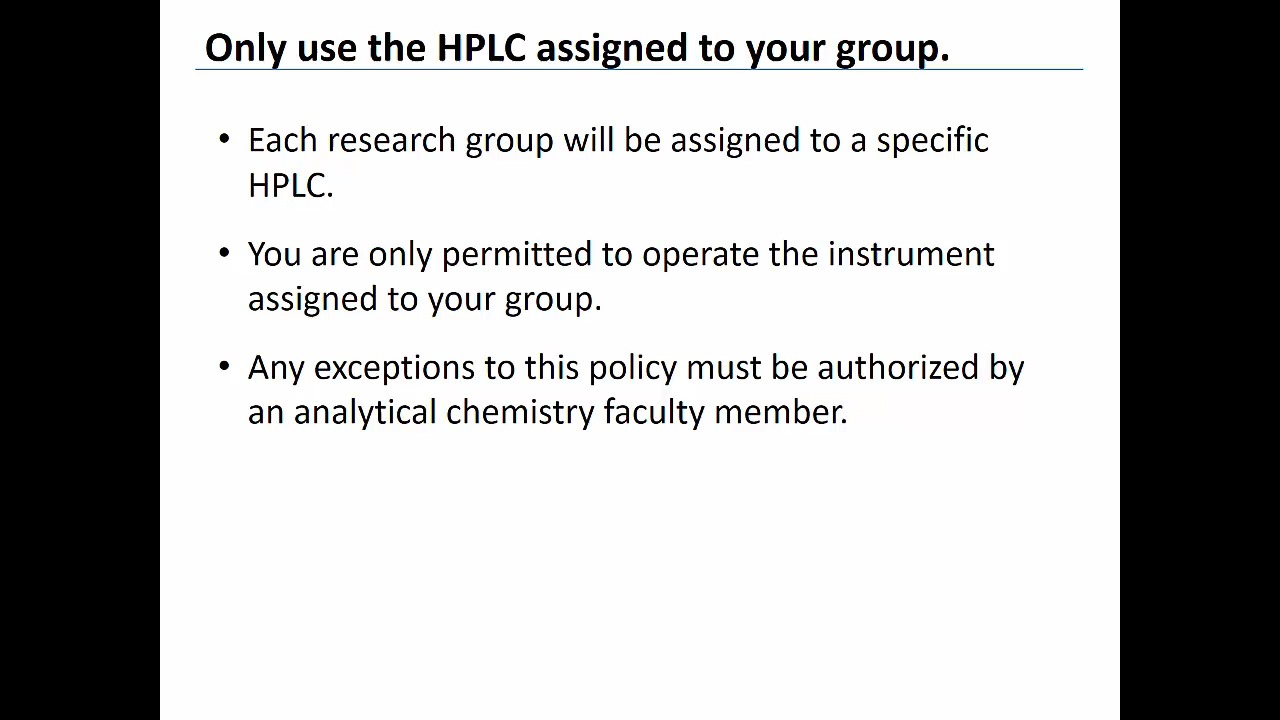 Only use the HPLC assigned to your group.
• Each research group will be assigned to a specific
HPLC.
• You are only permitted to operate the instrument
assigned to your group.
• Any exceptions to this policy must be authorized by
an analytical chemistry faculty member.